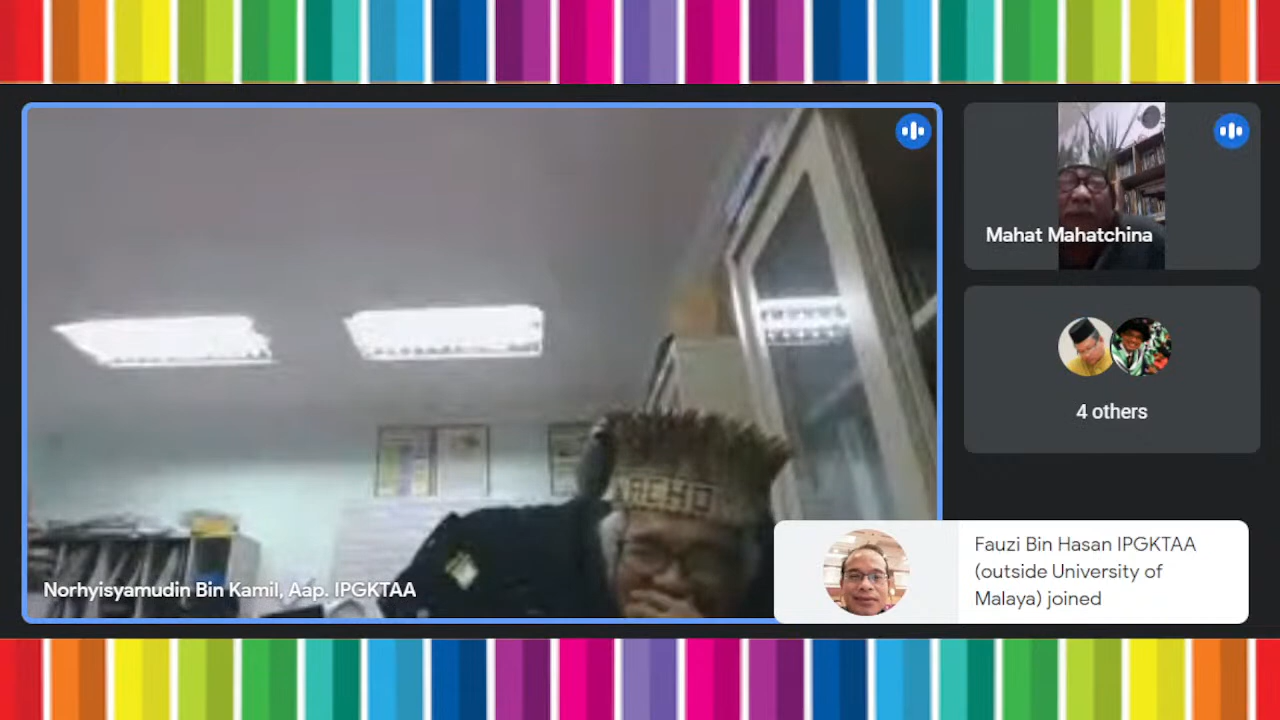 Mahat Mahatchina
4 others
Norhyisyamudin Bin Kamil, Aap. IPGKTAA
Fauzi Bin Hasan IPGKTAA
(outside University of
Malaya) joined